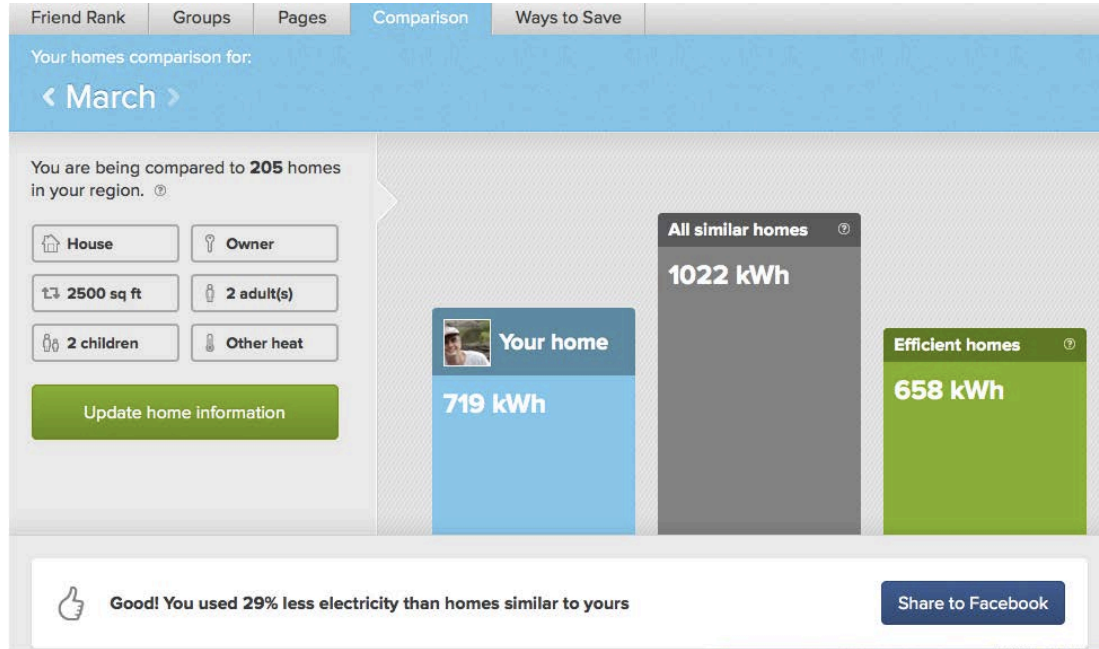 Friend Rank
Groups
Pages
Comparison
Ways to Save
Your homes comparison for:
‹ March ›
You are being compared to 205 homes
in your region. ?
House
Owner
2500 sq ft
2 adult(s)
2 children
Other heat
Update home information
Your home
719 kWh
All similar homes ?
1022 kWh
Efficient homes ?
658 kWh
Good! You used 29% less electricity than homes similar to yours
Share to Facebook